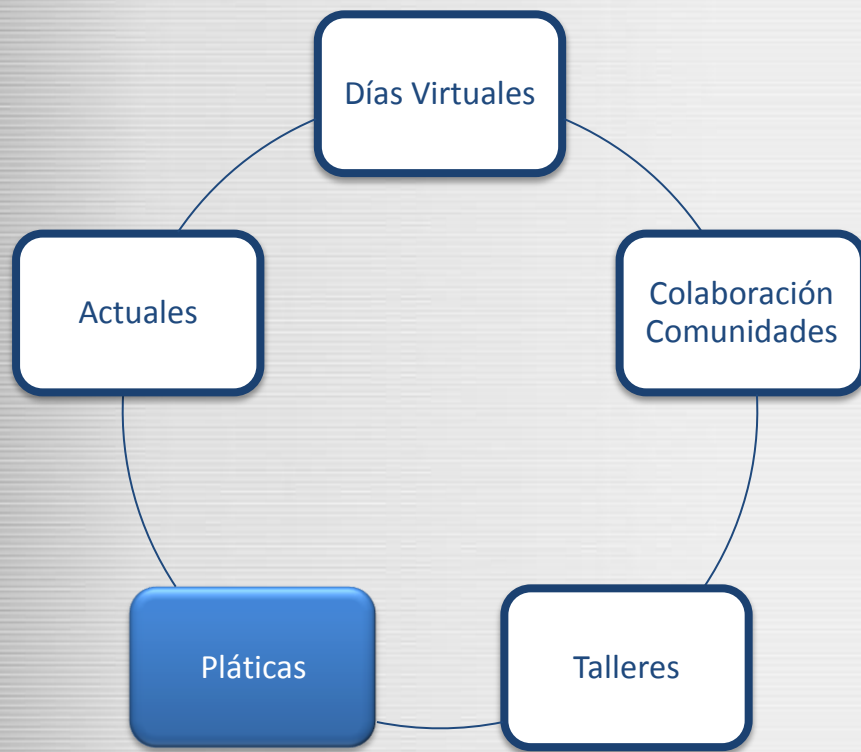 Días Virtuales
Actuales
Colaboración
Comunidades
Pláticas
Talleres